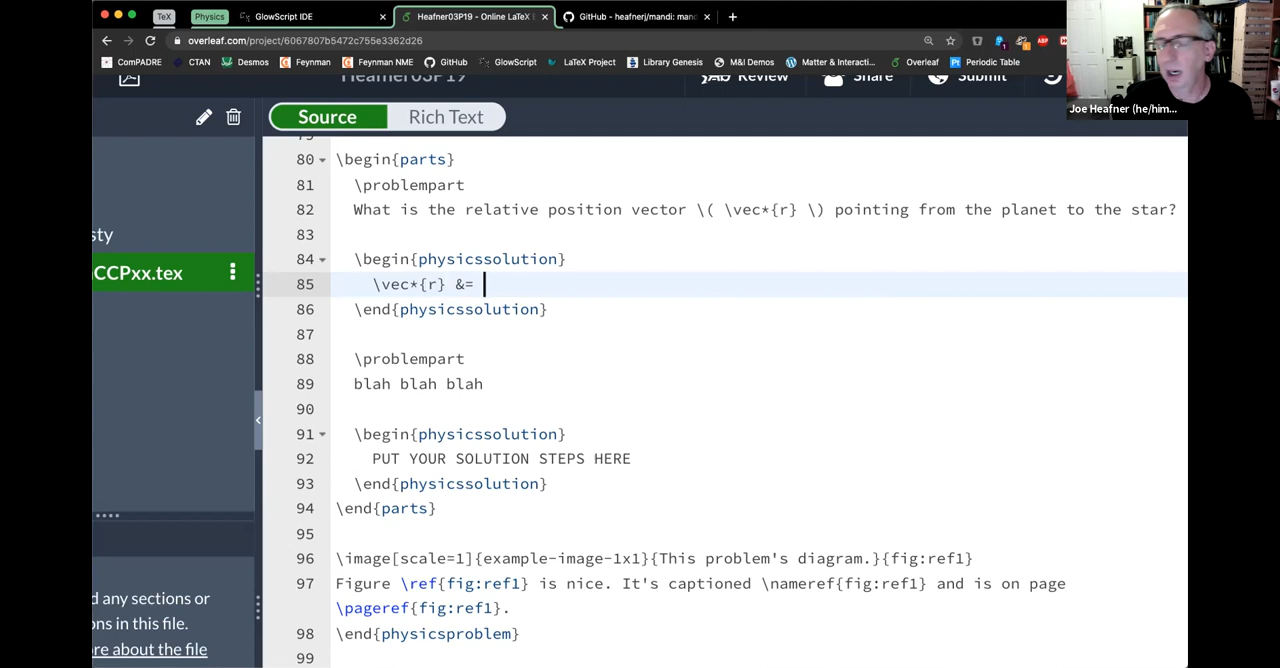 TeX Physics GlowScript IDE × Heafner03P19 - Online LaTeX E × GitHub - hefnerj/mandi: mand × +
overleaf.com/project/6067807b5472c755e3362d26 ABP
ComPADRE CTAN Desmos Feynman Feynman NME GitHub GlowScript LaTeX Project Library Genesis M&I Demos Matter & Interacti... Overleaf Periodic Table
Heafner03P19 Review Share Submit
Joe Heafner (he/him...
Source Rich Text
80 \begin{parts}
81 \problempart
82 What is the relative position vector \( \vec*{r} \) pointing from the planet to the star?
83
sty
84 \begin{physicssolution}
CCPxx.tex
85 \vec*{r} &=
86 \end{physicssolution}
87
88 \problempart
89 blah blah blah
90
91 \begin{physicssolution}
92 PUT YOUR SOLUTION STEPS HERE
93 \end{physicssolution}
94 \end{parts}
95
96 \image[scale=1]{example-image-1x1}{This problem's diagram.}{fig:ref1}
97 Figure \ref{fig:ref1} is nice. It's captioned \nameref{fig:ref1} and is on page
\pageref{fig:ref1}.
98 \end{physicsproblem}
99
d any sections or
ons in this file.
re about the file